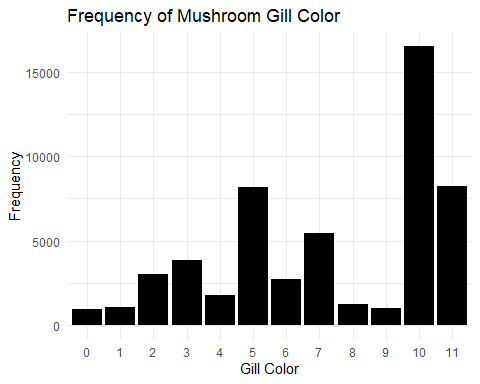 Frequency of Mushroom Gill Color
Frequency
15000
10000
5000
0
0 1 2 3 4 5 6 7 8 9 10 11
Gill Color